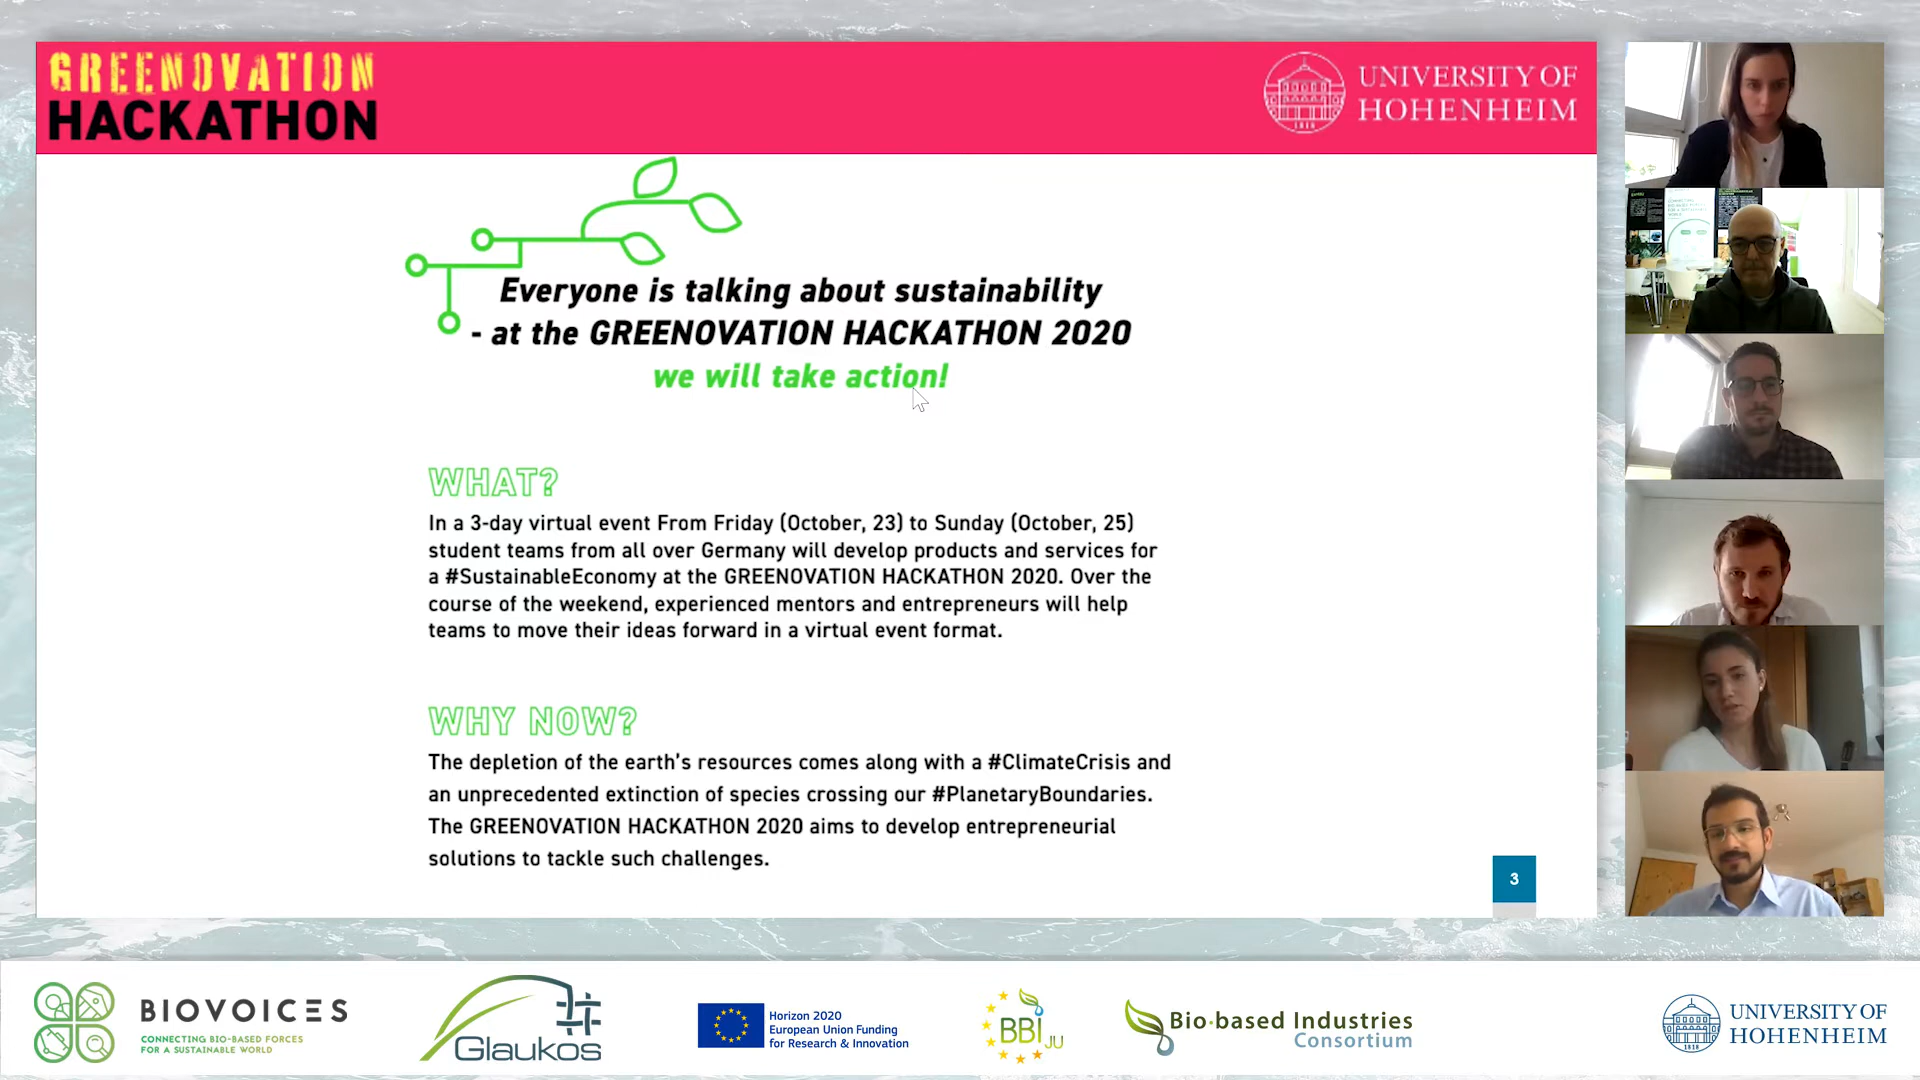 GREENOVATION
HACKATHON
UNIVERSITY OF
HOHENHEIM
1818
Everyone is talking about sustainability
- at the GREENOVATION HACKATHON 2020
we will take action!
WHAT?
In a 3-day virtual event From Friday (October, 23) to Sunday (October, 25)
student teams from all over Germany will develop products and services for
a #SustainableEconomy at the GREENOVATION HACKATHON 2020. Over the
course of the weekend, experienced mentors and entrepreneurs will help
teams to move their ideas forward in a virtual event format.
WHY NOW?
The depletion of the earth's resources comes along with a #ClimateCrisis and
an unprecedented extinction of species crossing our #PlanetaryBoundaries.
The GREENOVATION HACKATHON 2020 aims to develop entrepreneurial
solutions to tackle such challenges.
3
BIOVOICES
CONNECTING BIO-BASED FORCES
FOR A SUSTAINABLE WORLD
Glaukos
Horizon 2020
European Union Funding
for Research & Innovation
BBI JU
Bio-based Industries
Consortium
1818
UNIVERSITY OF
HOHENHEIM